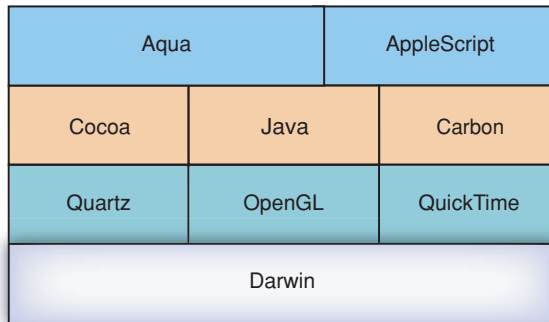 Aqua AppleScript
Cocoa Java Carbon
Quartz OpenGL QuickTime
Darwin